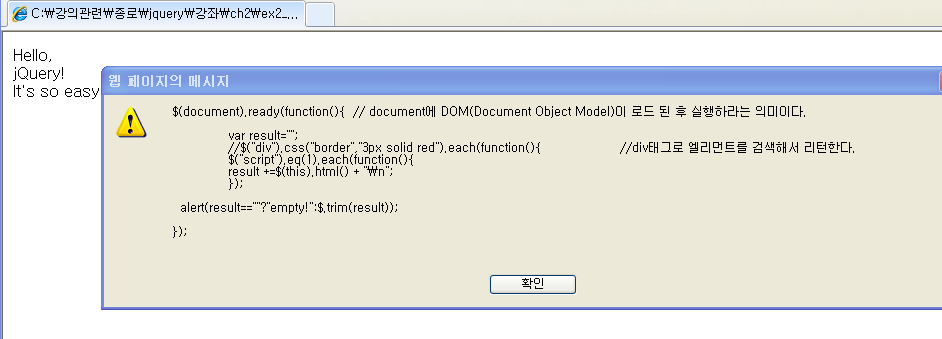 C:\강의관련\종로\jquery\강좌\ch2\ex2_...
Hello,
jQuery!
It's so easy
웹 페이지의 메시지
$(document).ready(function(){ // document에 DOM(Document Object Model)이 로드 된 후 실행하라는 의미이다.
var result="";
//$("div").css("border","3px solid red").each(function(){ //div태그로 엘리먼트를 검색해서 리턴한다.
$("script").eq(1).each(function(){
result +=$(this).html() + "\n";
});
alert(result==""?"empty!":$.trim(result));
});
확인